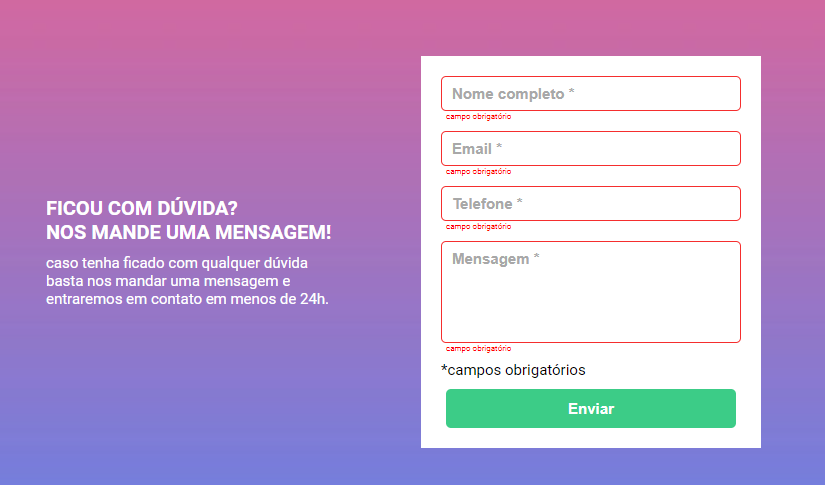 FICOU COM DÚVIDA?
NOS MANDE UMA MENSAGEM!
caso tenha ficado com qualquer dúvida
basta nos mandar uma mensagem e
entraremos em contato em menos de 24h.
Nome completo *
campo obrigatório
Email *
campo obrigatório
Telefone *
campo obrigatório
Mensagem *
campo obrigatório
*campos obrigatórios
Enviar